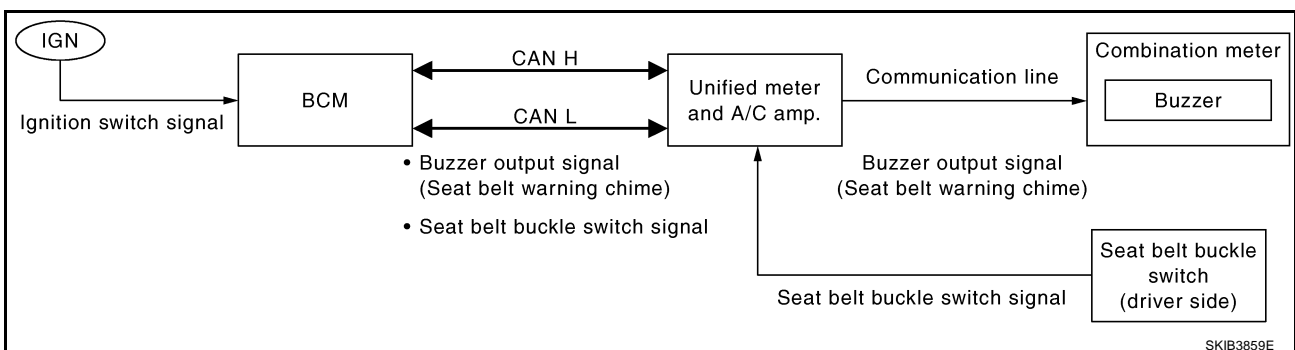 IGN
Ignition switch signal
BCM
CAN H
CAN L
• Buzzer output signal
(Seat belt warning chime)
• Seat belt buckle switch signal
Unified meter
and A/C amp.
Communication line
Buzzer output signal
(Seat belt warning chime)
Combination meter
Buzzer
Seat belt buckle switch signal
Seat belt buckle
switch
(driver side)
SKIB3859E